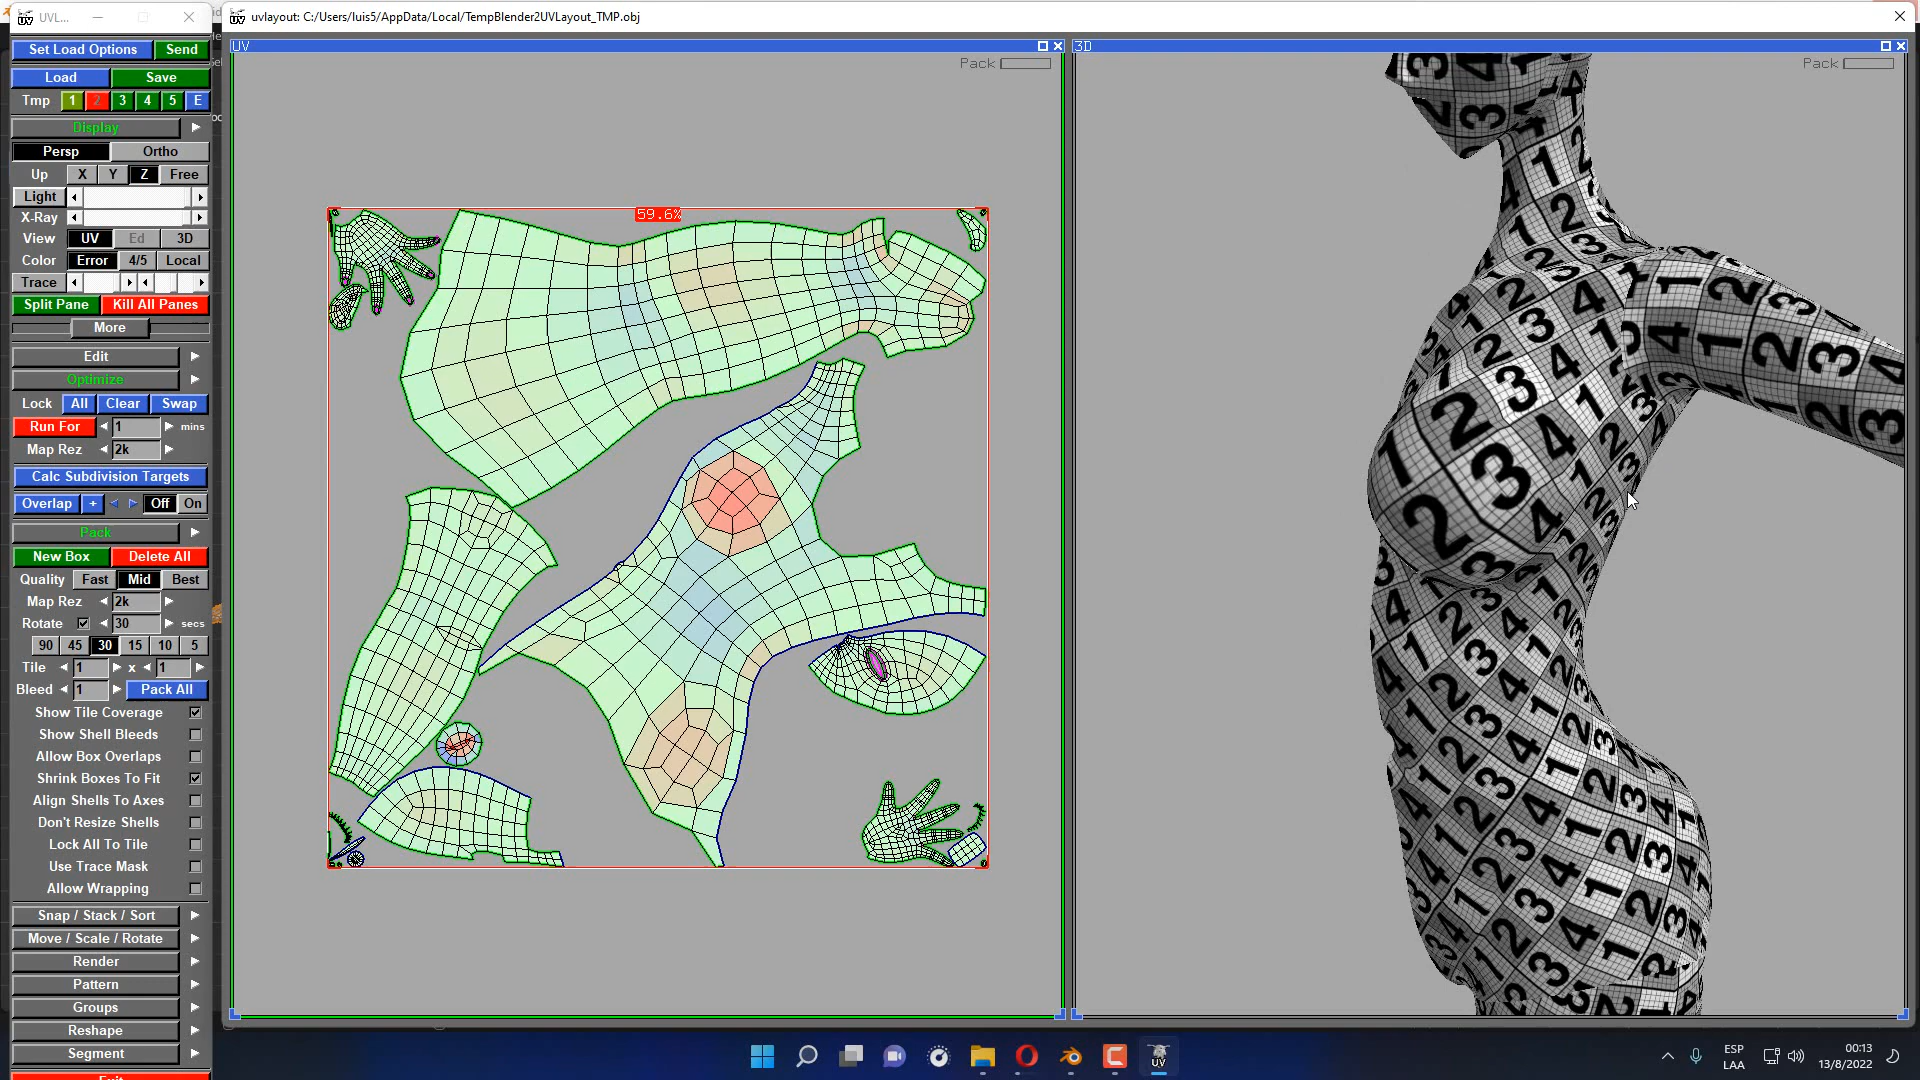 UVL...
uvlayout: C:/Users/luis5/AppData/Local/TempBlender2UVLayout_TMP.obj
Set Load Options Send
Load Save
Tmp 1 2 3 4 5 E
Display
Persp Ortho
Up X Y Z Free
Light
X-Ray
View UV Ed 3D
Color Error 4/5 Local
Trace
Split Pane Kill All Panes
More
Edit
Optimize
Lock All Clear Swap
Run For 1 mins
Map Rez 2k
Calc Subdivision Targets
Overlap + Off On
Pack
New Box Delete All
Quality Fast Mid Best
Map Rez 2k
Rotate 30 secs
90 45 30 15 10 5
Tile 1 x 1
Bleed 1 Pack All
Show Tile Coverage
Show Shell Bleeds
Allow Box Overlaps
Shrink Boxes To Fit
Align Shells To Axes
Don't Resize Shells
Lock All To Tile
Use Trace Mask
Allow Wrapping
Snap / Stack / Sort
Move / Scale / Rotate
Render
Pattern
Groups
Reshape
Segment
UV
Pack
59.6%
3D
Pack
UV
ESP
LAA
00:13
13/8/2022